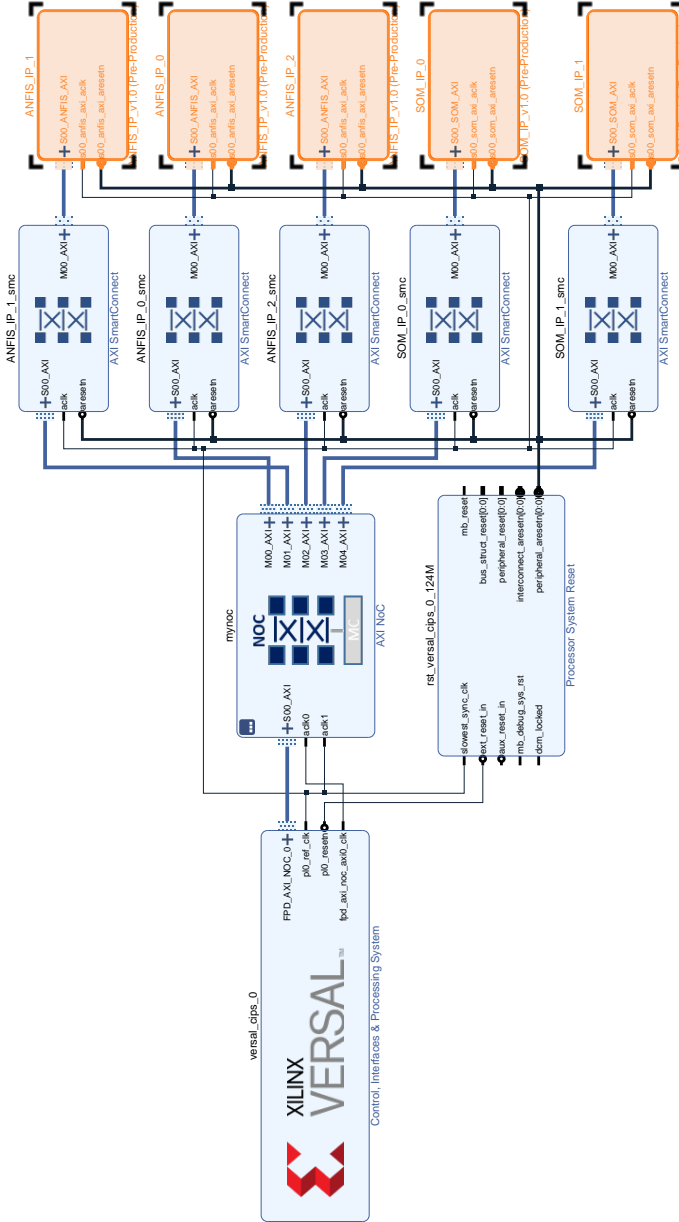 versal_cips_0
FPD_AXI_NOC_0
pl0_ref_clk
pl0_resetn
fpd_axi_noc_axi0_clk
XILINX
VERSAL™
Control, Interfaces & Processing System
mynoc
S00_AXI
aclk0
aclk1
NOC
MC
M00_AXI
M01_AXI
M02_AXI
M03_AXI
M04_AXI
AXI NoC
rst_versal_cips_0_124M
slowest_sync_clk
ext_reset_in
aux_reset_in
mb_debug_sys_rst
dcm_locked
mb_reset
bus_struct_reset[0:0]
peripheral_reset[0:0]
interconnect_aresetn[0:0]
peripheral_aresetn[0:0]
Processor System Reset
ANFIS_IP_1_smc
S00_AXI
aclk
aresetn
M00_AXI
AXI SmartConnect
ANFIS_IP_0_smc
S00_AXI
aclk
aresetn
M00_AXI
AXI SmartConnect
ANFIS_IP_2_smc
S00_AXI
aclk
aresetn
M00_AXI
AXI SmartConnect
SOM_IP_0_smc
S00_AXI
aclk
aresetn
M00_AXI
AXI SmartConnect
SOM_IP_1_smc
S00_AXI
aclk
aresetn
M00_AXI
AXI SmartConnect
ANFIS_IP_1
S00_ANFIS_AXI
s00_anfis_axi_aclk
s00_anfis_axi_aresetn
ANFIS_IP_v1.0 (Pre-Production)
ANFIS_IP_0
S00_ANFIS_AXI
s00_anfis_axi_aclk
s00_anfis_axi_aresetn
ANFIS_IP_v1.0 (Pre-Production)
ANFIS_IP_2
S00_ANFIS_AXI
s00_anfis_axi_aclk
s00_anfis_axi_aresetn
ANFIS_IP_v1.0 (Pre-Production)
SOM_IP_0
S00_SOM_AXI
s00_som_axi_aclk
s00_som_axi_aresetn
SOM_IP_v1.0 (Pre-Production)
SOM_IP_1
S00_SOM_AXI
s00_som_axi_aclk
s00_som_axi_aresetn